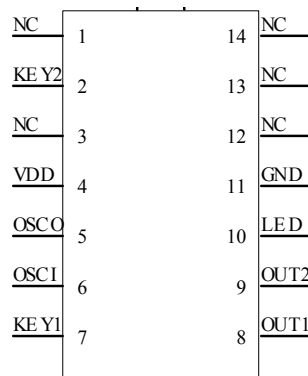 NC 1 14 NC
KEY2 2 13 NC
NC 3 12 NC
VDD 4 11 GND
OSCO 5 10 LED
OSCI 6 9 OUT2
KEY1 7 8 OUT1